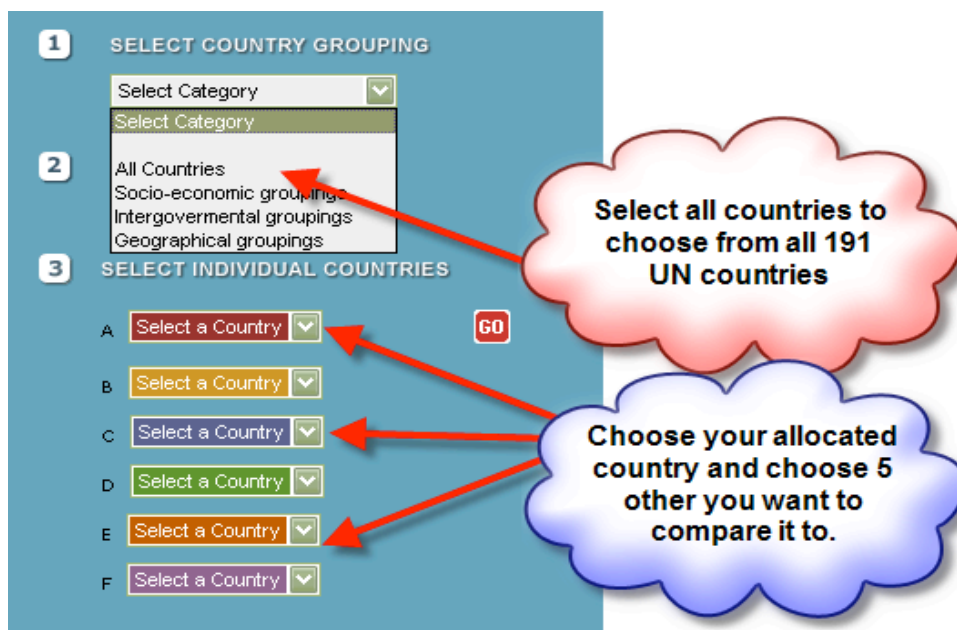 1 SELECT COUNTRY GROUPING
Select Category
Select Category
2
All Countries
Socio-economic groupings
Intergovermental groupings
Geographical groupings
3 SELECT INDIVIDUAL COUNTRIES
A Select a Country
GO
B Select a Country
C Select a Country
D Select a Country
E Select a Country
F Select a Country
Select all countries to
choose from all 191
UN countries
Choose your allocated
country and choose 5
other you want to
compare it to.